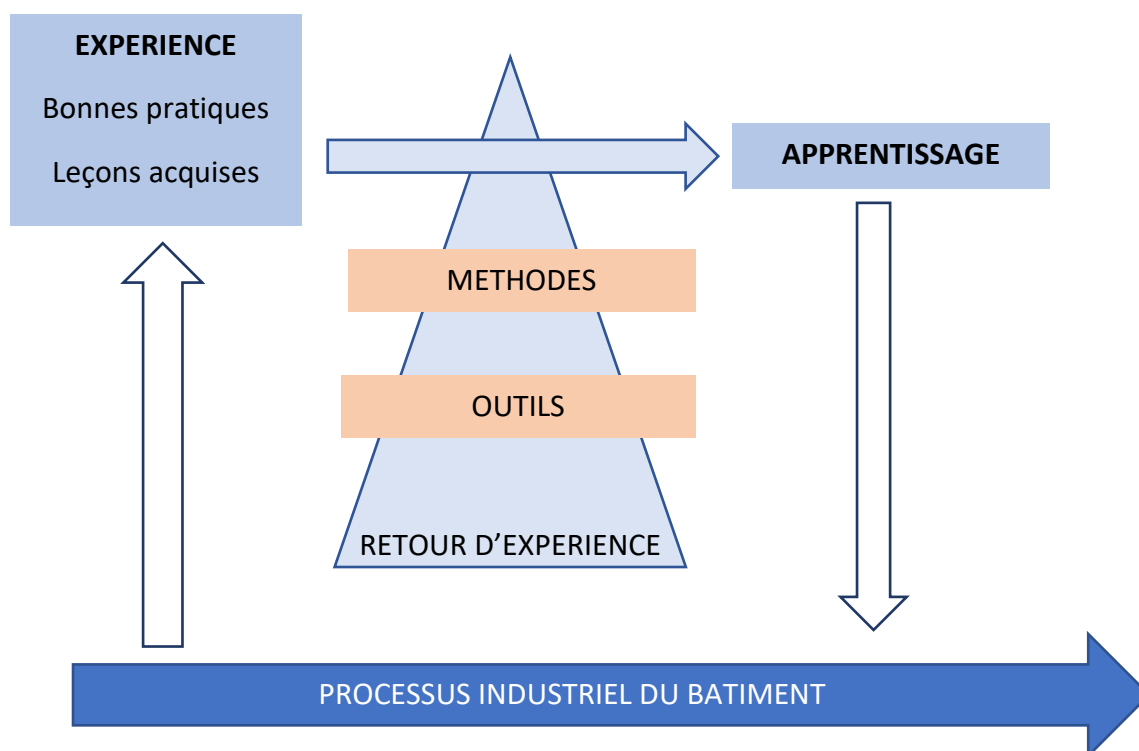 EXPERIENCE
Bonnes pratiques
Leçons acquises
APPRENTISSAGE
METHODES
OUTILS
RETOUR D’EXPERIENCE
PROCESSUS INDUSTRIEL DU BATIMENT